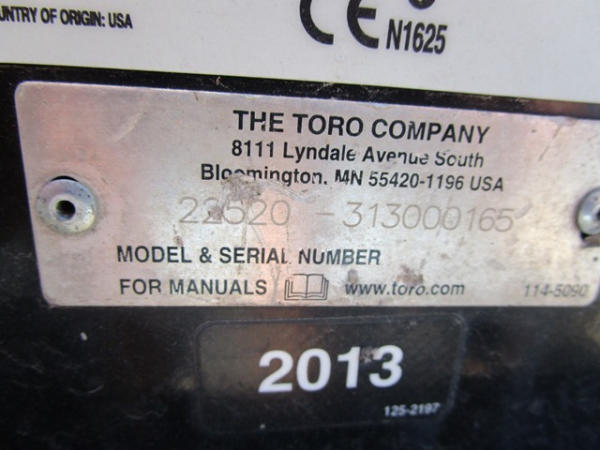 UNTRY OF ORIGIN: USA
CE N1625
THE TORO COMPANY
8111 Lyndale Avenue South
Bloomington, MN 55420-1196 USA
22520 - 313000165
MODEL & SERIAL NUMBER
FOR MANUALS www.toro.com 114-5090
2013
125-2197